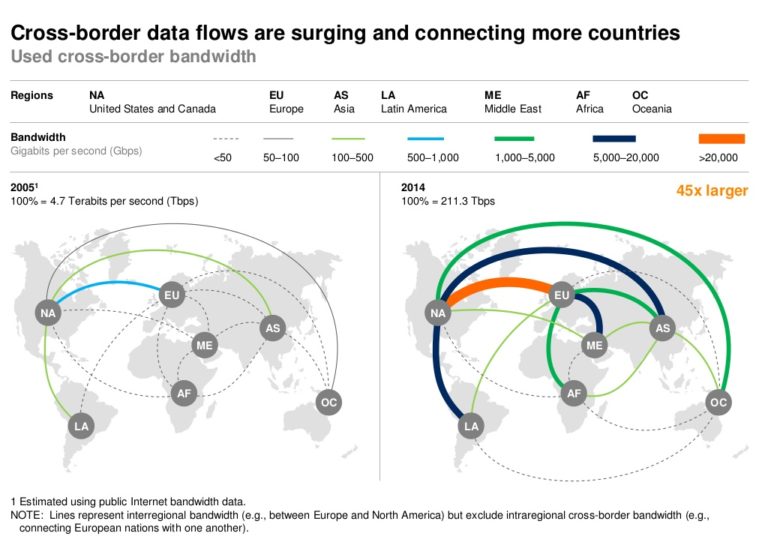 Cross-border data flows are surging and connecting more countries
Used cross-border bandwidth
Regions NA EU AS LA ME AF OC
United States and Canada Europe Asia Latin America Middle East Africa Oceania
Bandwidth
Gigabits per second (Gbps)
<50 50–100 100–500 500–1,000 1,000–5,000 5,000–20,000 >20,000
2005¹
100% = 4.7 Terabits per second (Tbps)
NA
EU
AS
ME
AF
OC
LA
2014
100% = 211.3 Tbps
45x larger
NA
EU
AS
ME
AF
OC
LA
1 Estimated using public Internet bandwidth data.
NOTE: Lines represent interregional bandwidth (e.g., between Europe and North America) but exclude intraregional cross-border bandwidth (e.g.,
connecting European nations with one another).